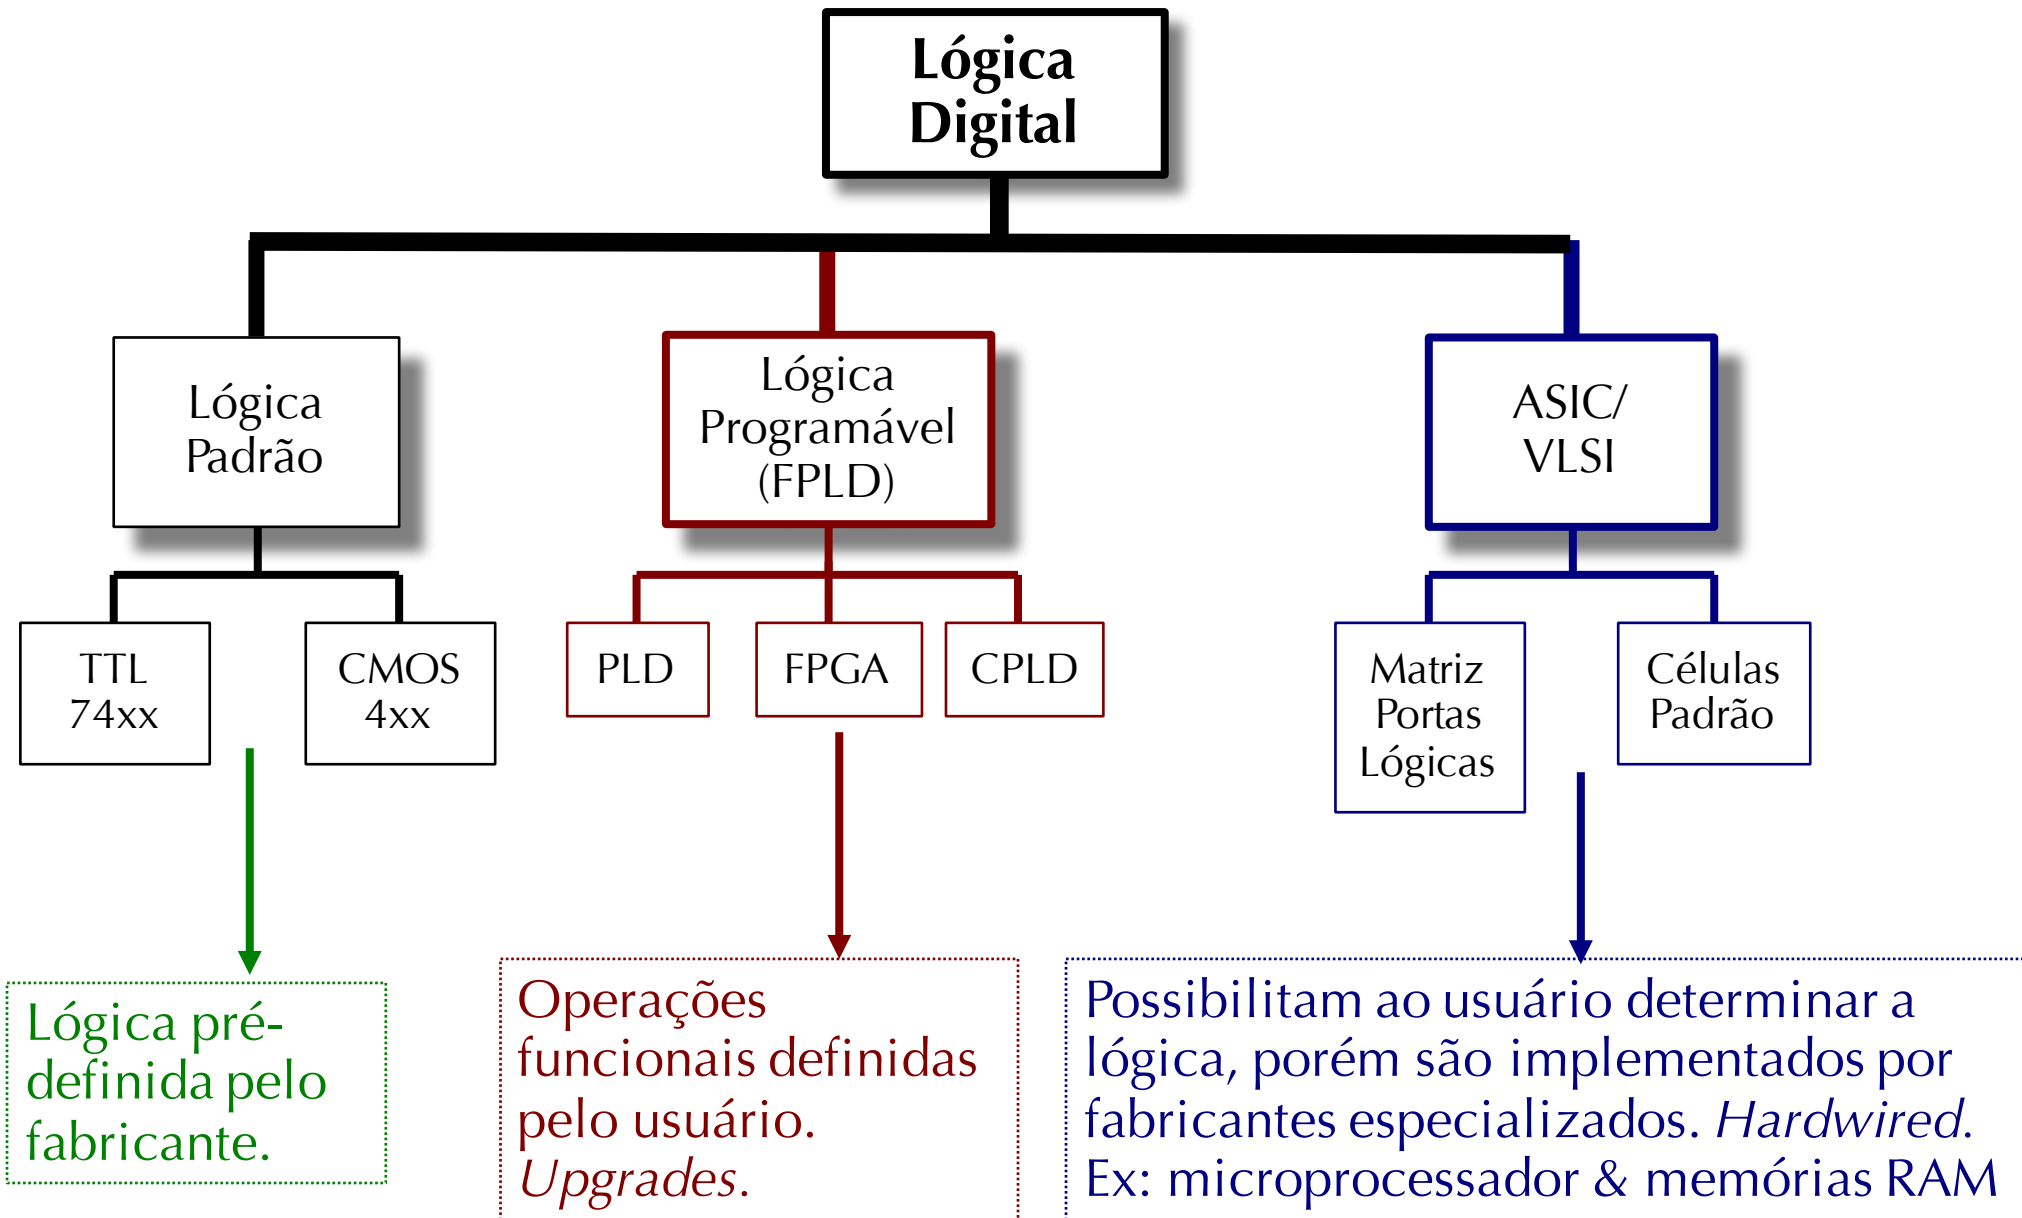 Lógica
Digital
Lógica
Padrão
Lógica
Programável
(FPLD)
ASIC/
VLSI
TTL
74xx
CMOS
4xx
PLD
FPGA
CPLD
Matriz
Portas
Lógicas
Células
Padrão
Lógica pré-
definida pelo
fabricante.
Operações
funcionais definidas
pelo usuário.
Upgrades.
Possibilitam ao usuário determinar a
lógica, porém são implementados por
fabricantes especializados. Hardwired.
Ex: microprocessador & memórias RAM